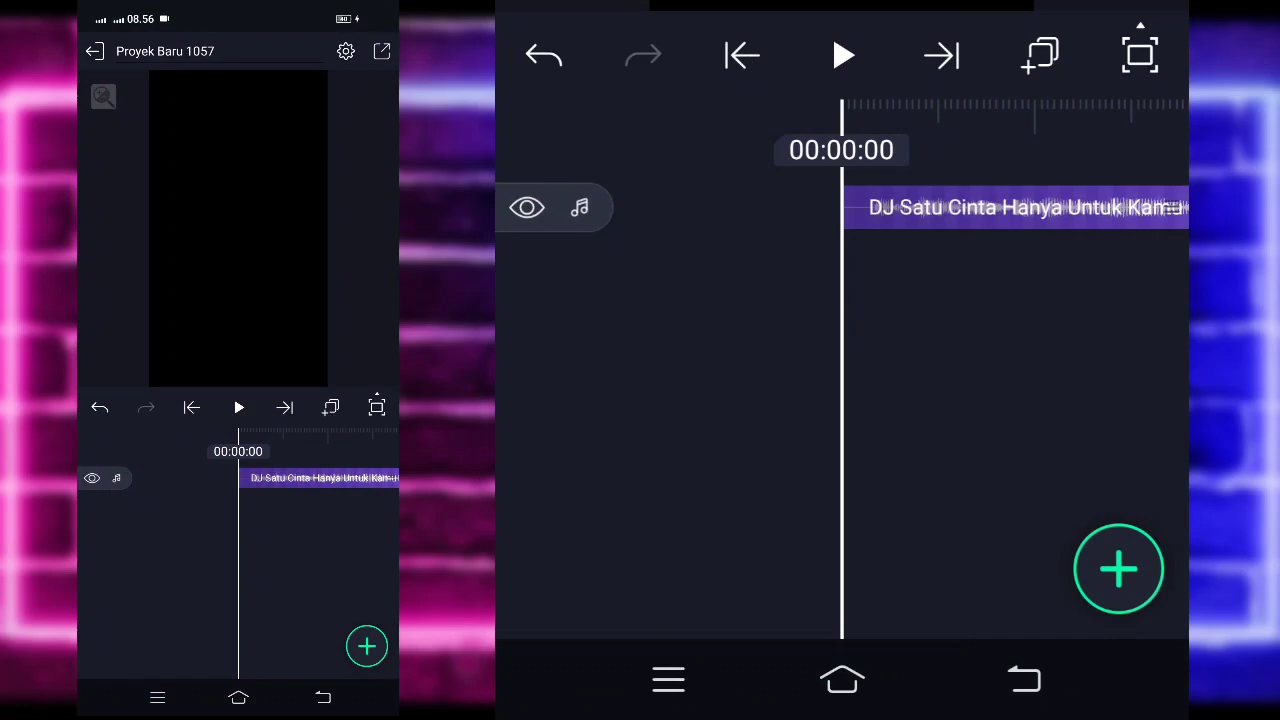 08.56
Proyek Baru 1057
00:00:00
DJ Satu Cinta Hanya Untuk Kam
00:00:00
DJ Satu Cinta Hanya Untuk Kam